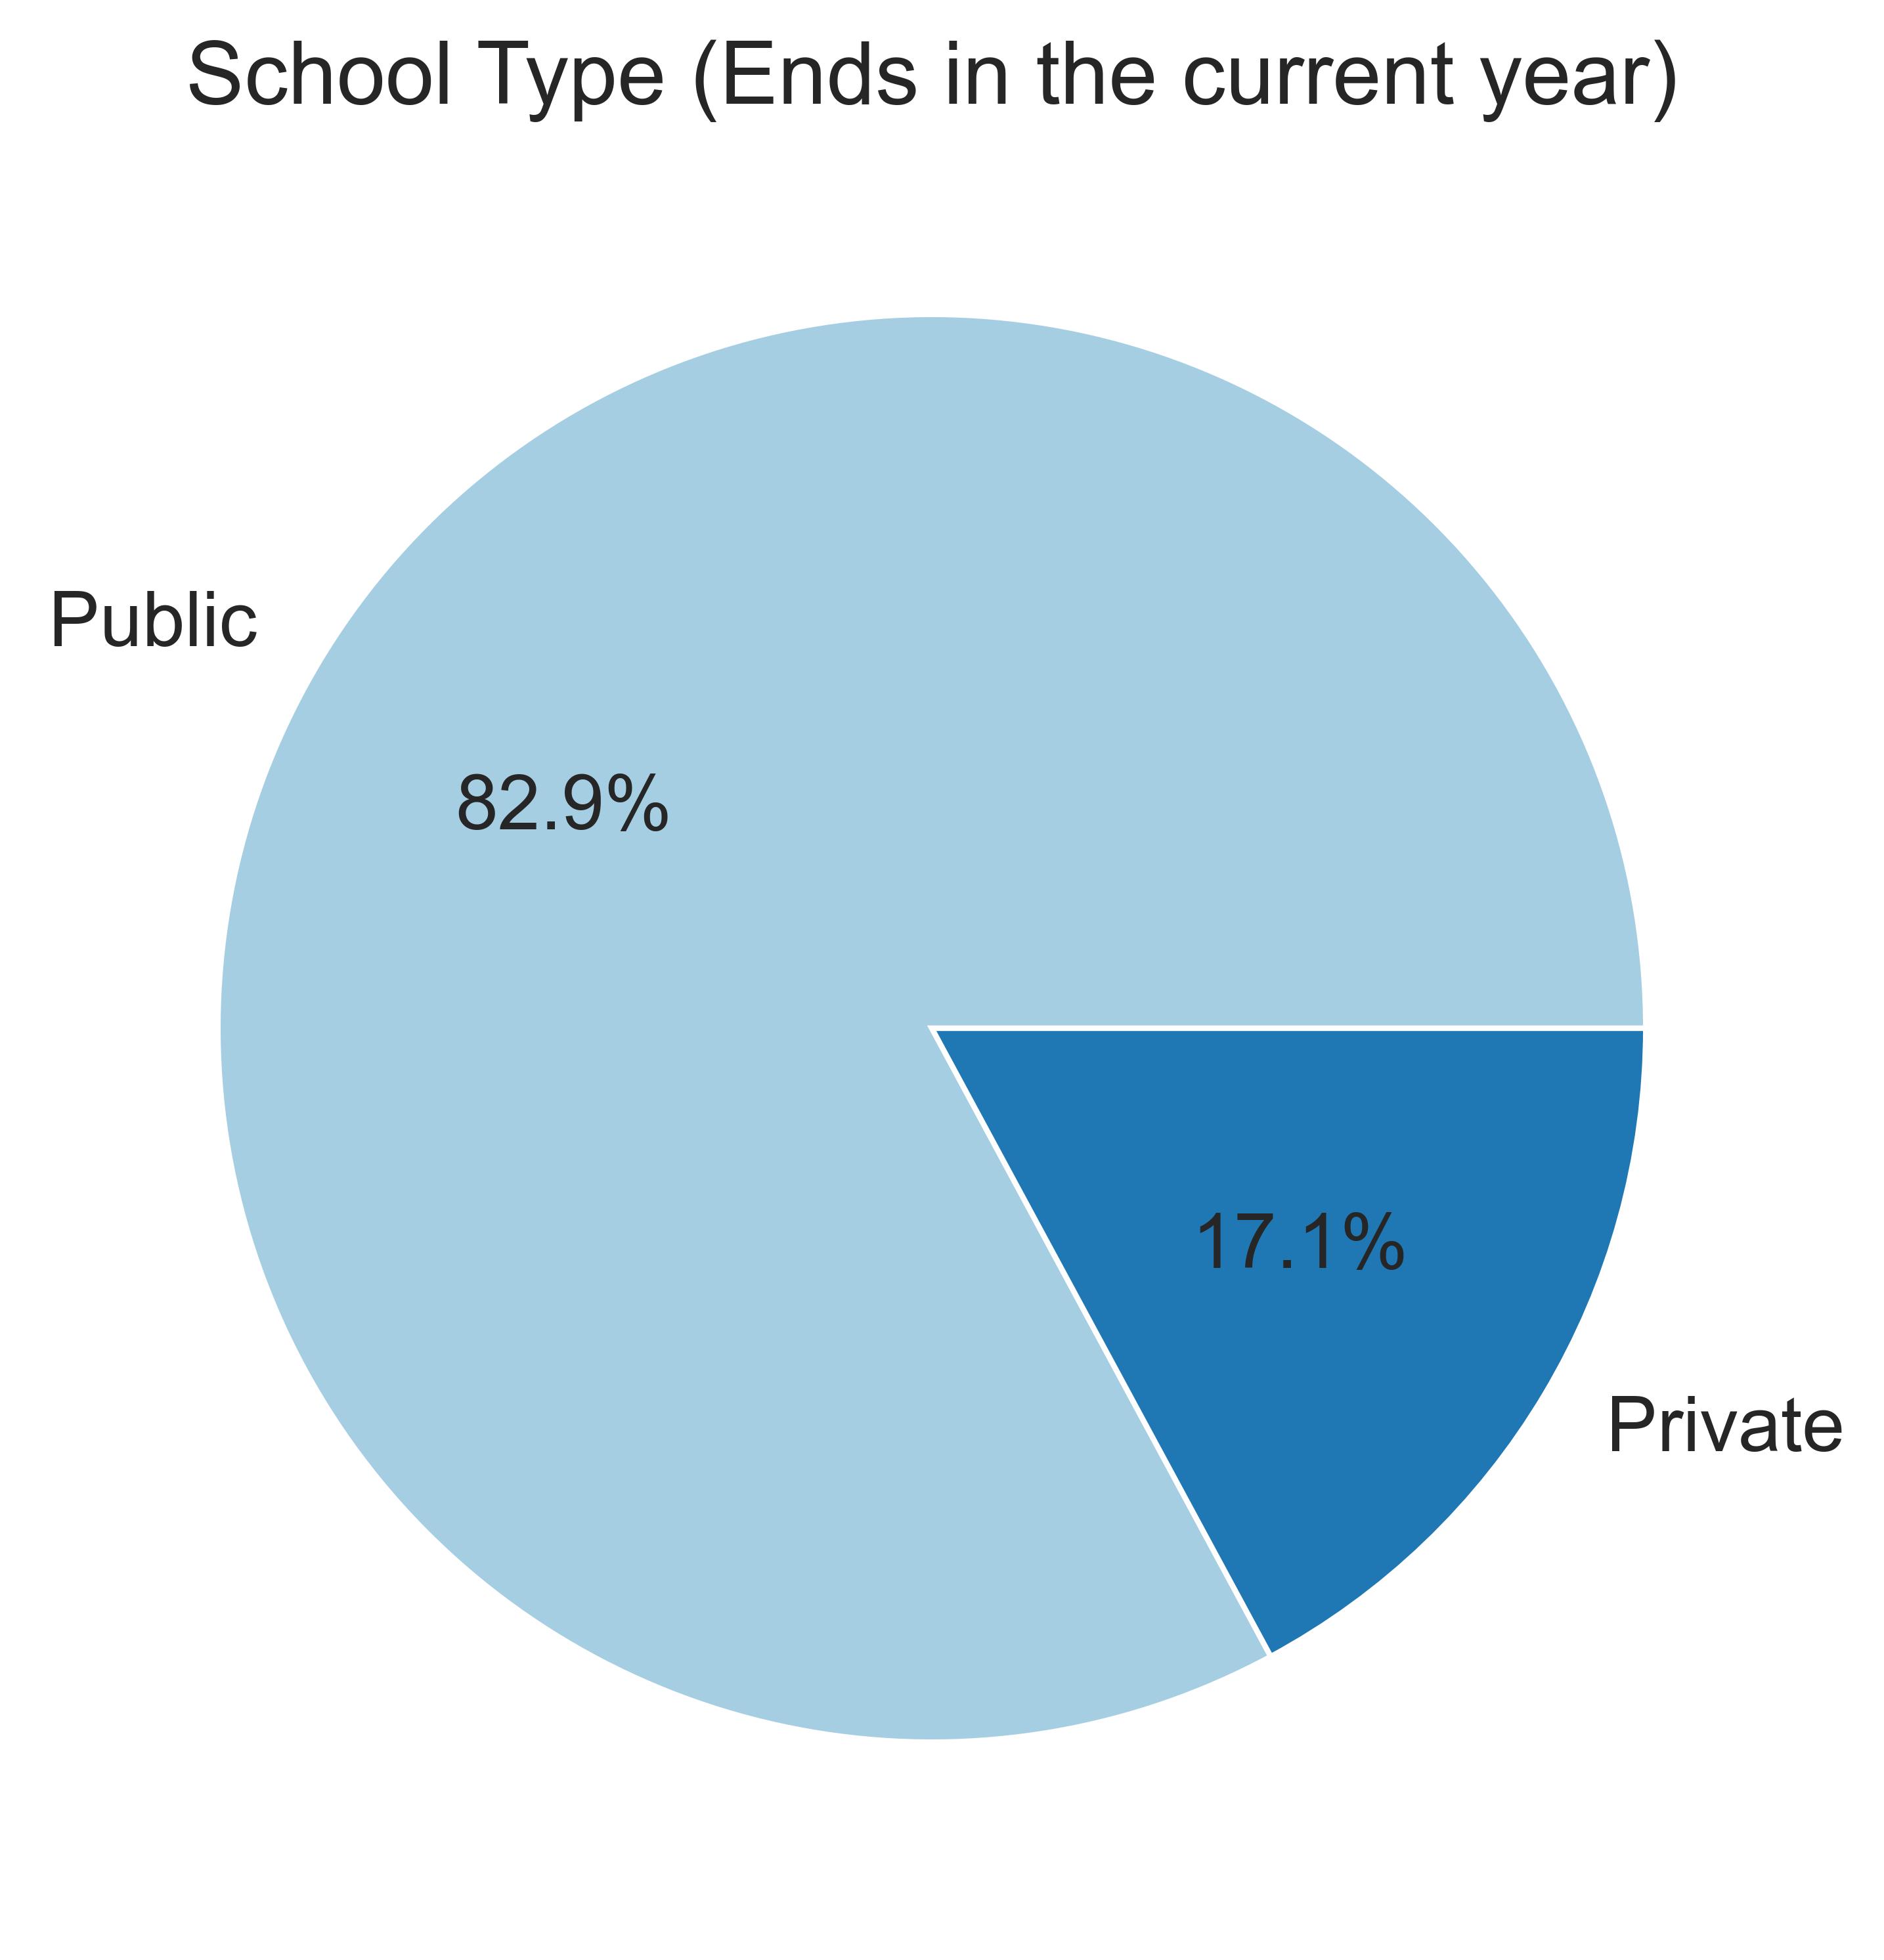 School Type (Ends in the current year)
Public
82.9%
17.1%
Private